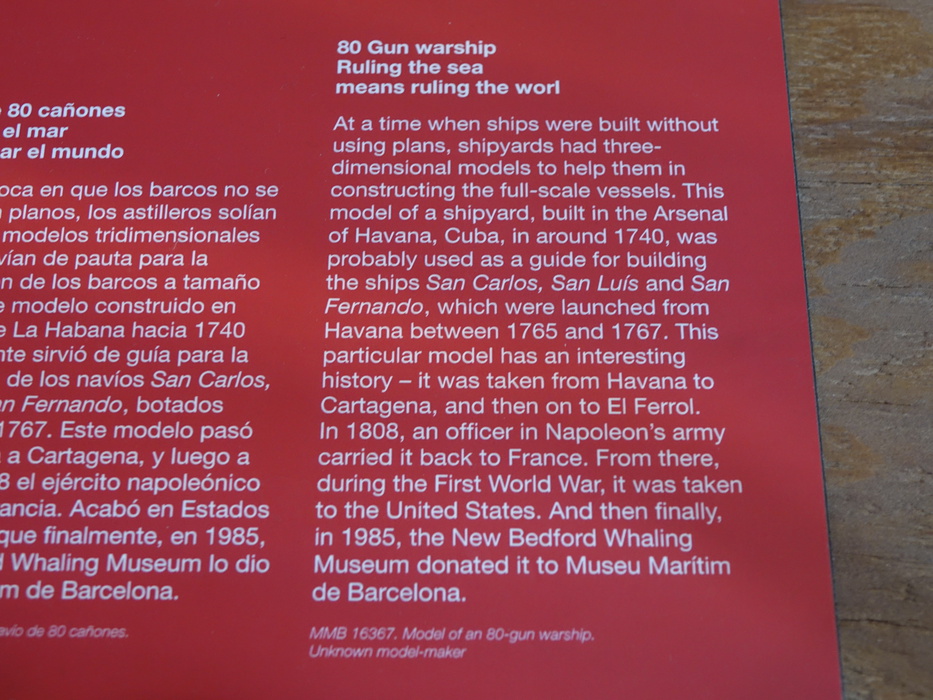 80 cañones
el mar
ar el mundo
oca en que los barcos no se
planos, los astilleros solían
modelos tridimensionales
vían de pauta para la
n de los barcos a tamaño
e modelo construido en
e La Habana hacia 1740
nte sirvió de guía para la
de los navíos San Carlos,
n Fernando, botados
1767. Este modelo pasó
a Cartagena, y luego a
8 el ejército napoleónico
ancia. Acabó en Estados
que finalmente, en 1985,
d Whaling Museum lo dio
m de Barcelona.
avío de 80 cañones.
80 Gun warship
Ruling the sea
means ruling the worl
At a time when ships were built without
using plans, shipyards had three-
dimensional models to help them in
constructing the full-scale vessels. This
model of a shipyard, built in the Arsenal
of Havana, Cuba, in around 1740, was
probably used as a guide for building
the ships San Carlos, San Luís and San
Fernando, which were launched from
Havana between 1765 and 1767. This
particular model has an interesting
history – it was taken from Havana to
Cartagena, and then on to El Ferrol.
In 1808, an officer in Napoleon's army
carried it back to France. From there,
during the First World War, it was taken
to the United States. And then finally,
in 1985, the New Bedford Whaling
Museum donated it to Museu Marítim
de Barcelona.
MMB 16367. Model of an 80-gun warship.
Unknown model-maker